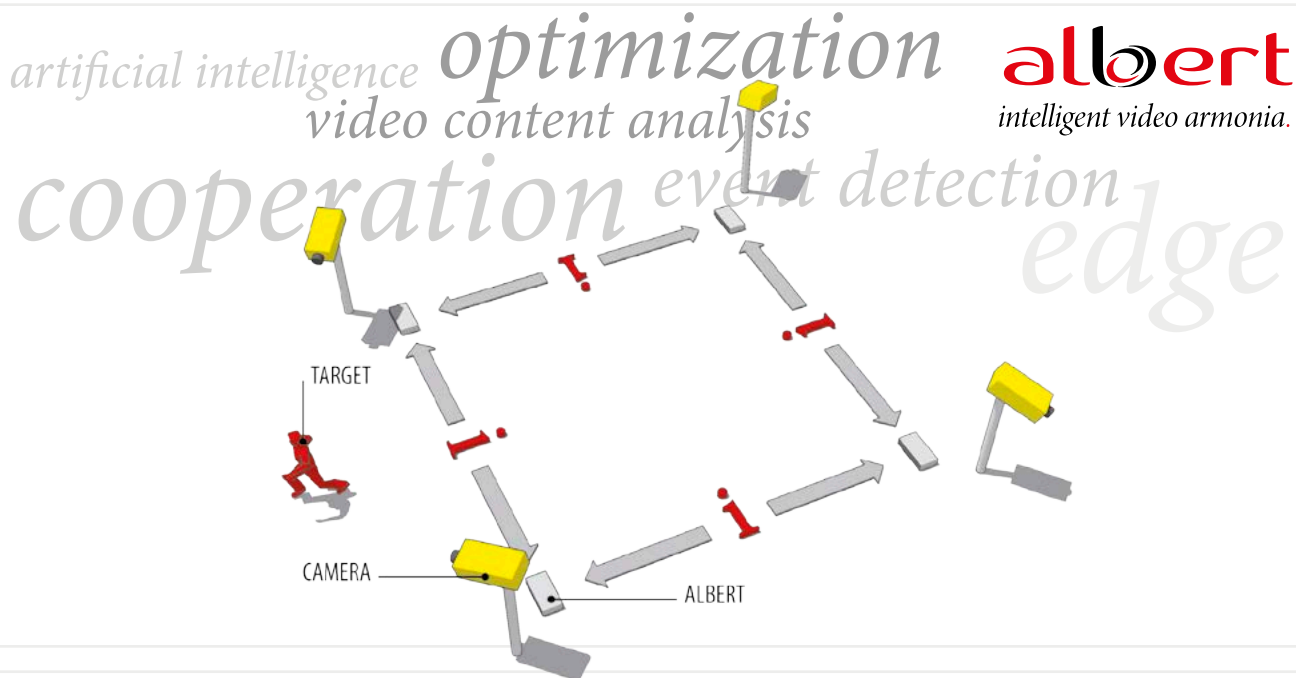 artificial intelligence optimization
video content analysis
albert
intelligent video armonia.
cooperation event detection
edge
i
i
TARGET
i
i
CAMERA
ALBERT